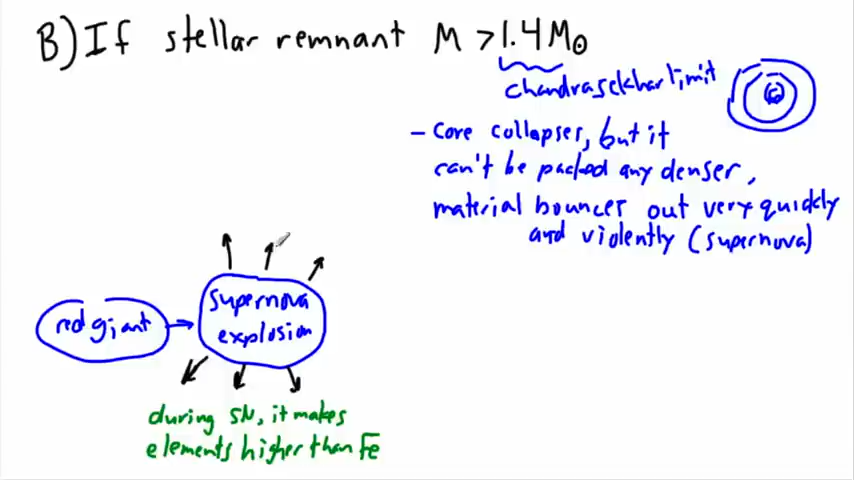 B) If stellar remnant M > 1.4 M⊙
chandrasekhar limit
- Core collapses, but it
can't be packed any denser,
material bounces out very quickly
and violently (supernova)
red giant → supernova
explosion
during SN, it makes
elements higher than Fe